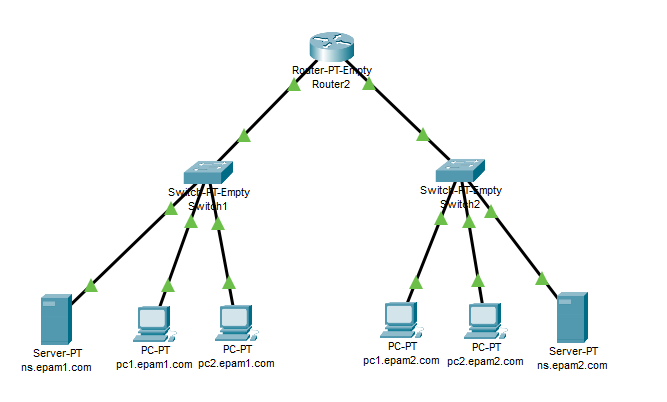 Router-PT-Empty
Router2
Switch-PT-Empty
Switch1
Switch-PT-Empty
Switch2
Server-PT
ns.epam1.com
PC-PT
pc1.epam1.com
PC-PT
pc2.epam1.com
PC-PT
pc1.epam2.com
PC-PT
pc2.epam2.com
Server-PT
ns.epam2.com